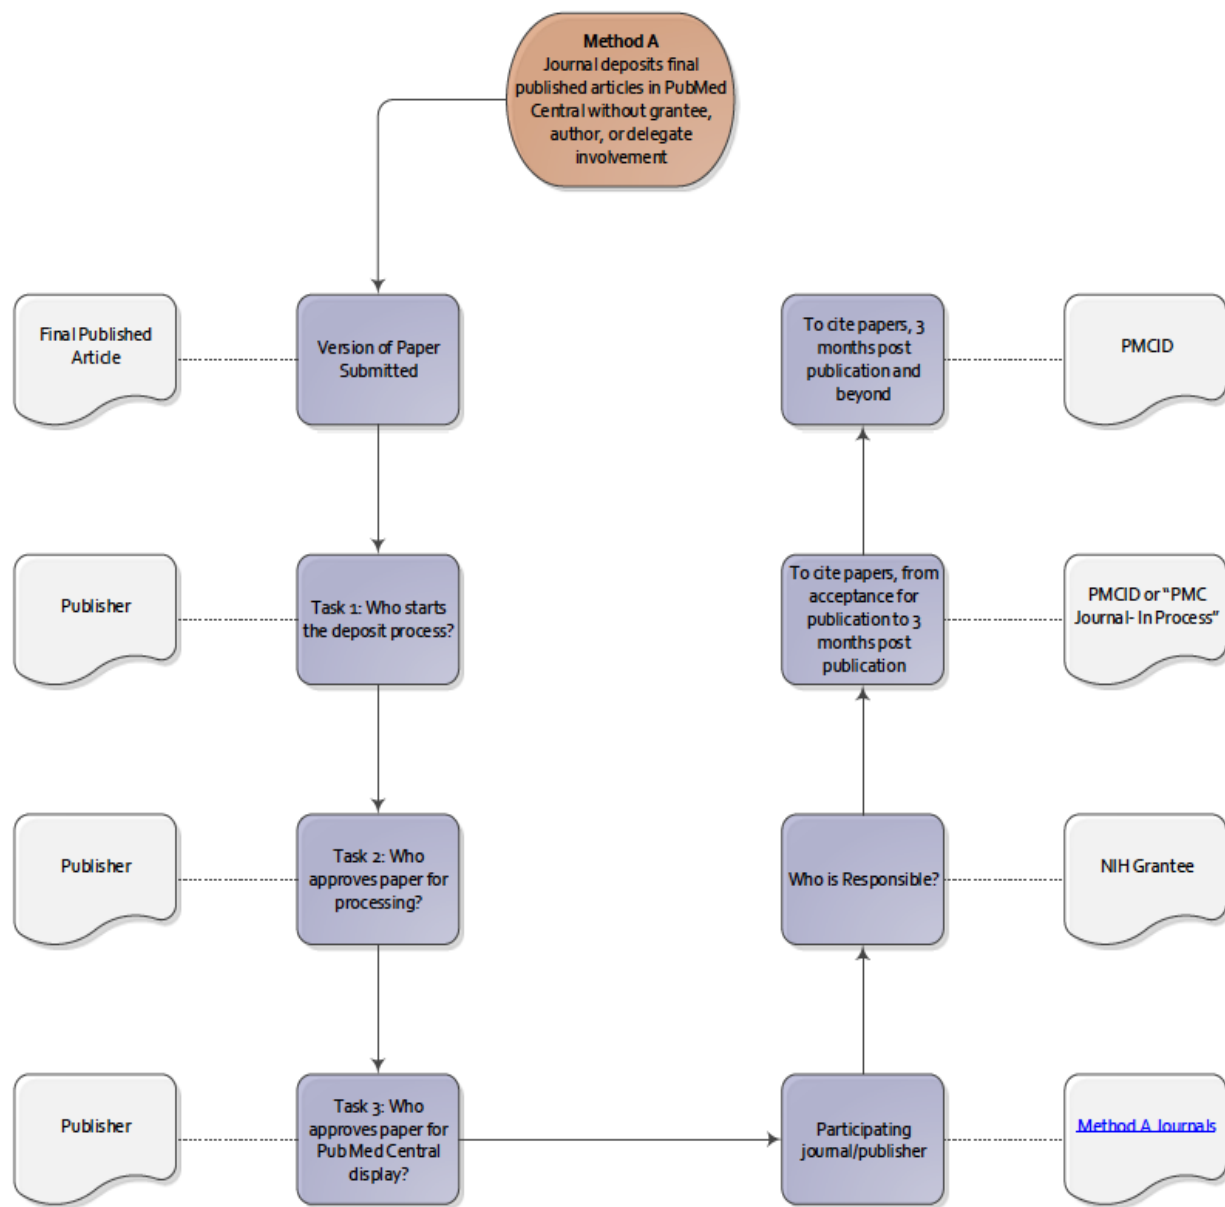 Method A
Journal deposits final
published articles in PubMed
Central without grantee,
author, or delegate
involvement
Final Published
Article
Version of Paper
Submitted
To cite papers, 3
months post
publication and
beyond
PMCID
Publisher
Task 1: Who starts
the deposit process?
To cite papers, from
acceptance for
publication to 3
months post
publication
PMCID or “PMC
Journal- In Process”
Publisher
Task 2: Who
approves paper for
processing?
Who is Responsible?
NIH Grantee
Publisher
Task 3: Who
approves paper for
PubMed Central
display?
Participating
journal/publisher
Method A Journals